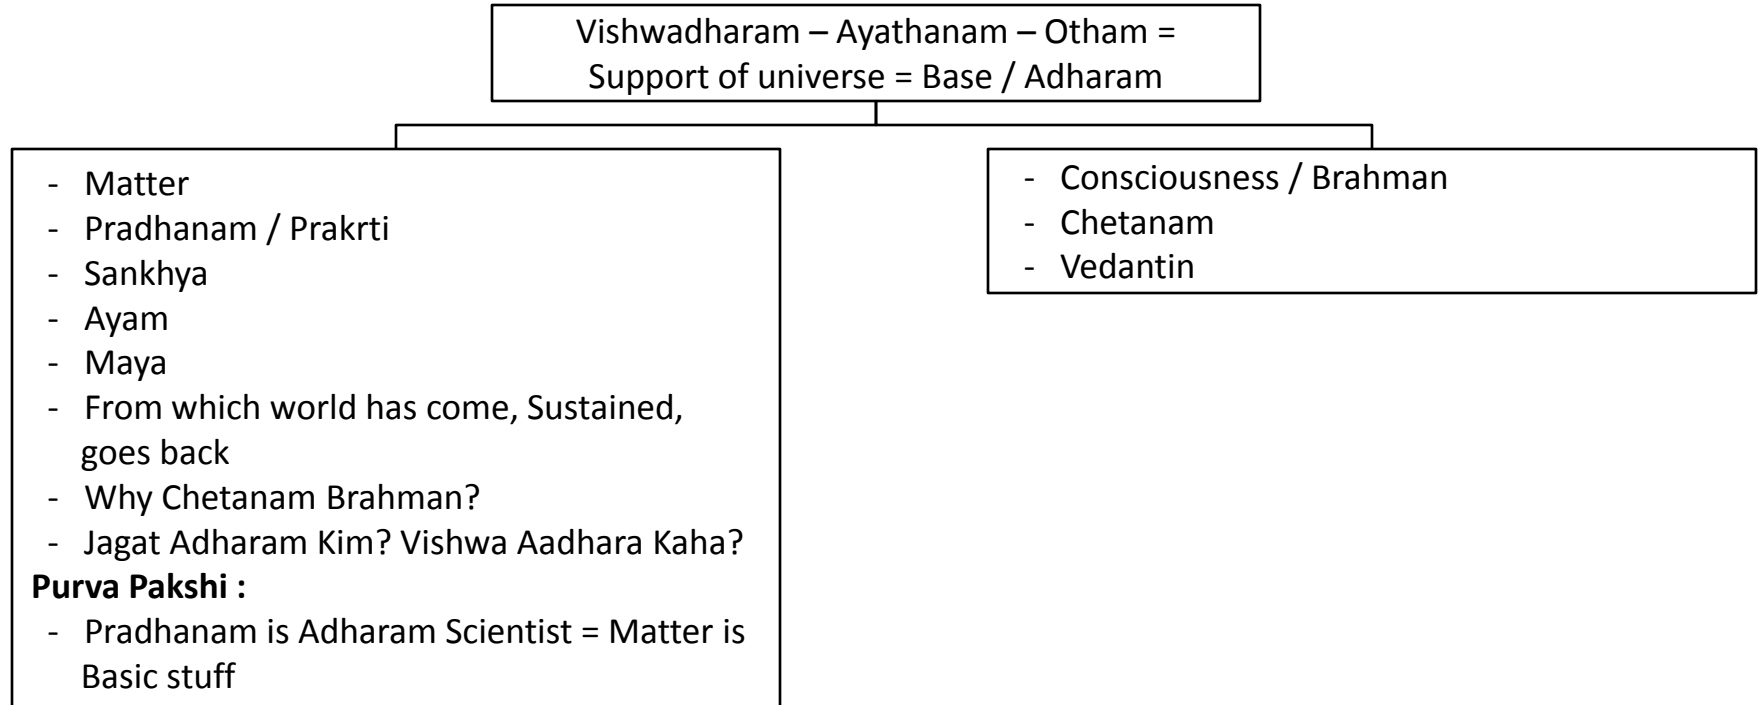 Vishwadharam – Ayathanam – Otham =
Support of universe = Base / Adharam
- Matter
- Pradhanam / Prakrti
- Sankhya
- Ayam
- Maya
- From which world has come, Sustained,
goes back
- Why Chetanam Brahman?
- Jagat Adharam Kim? Vishwa Aadhara Kaha?
Purva Pakshi :
- Pradhanam is Adharam Scientist = Matter is
Basic stuff
- Consciousness / Brahman
- Chetanam
- Vedantin